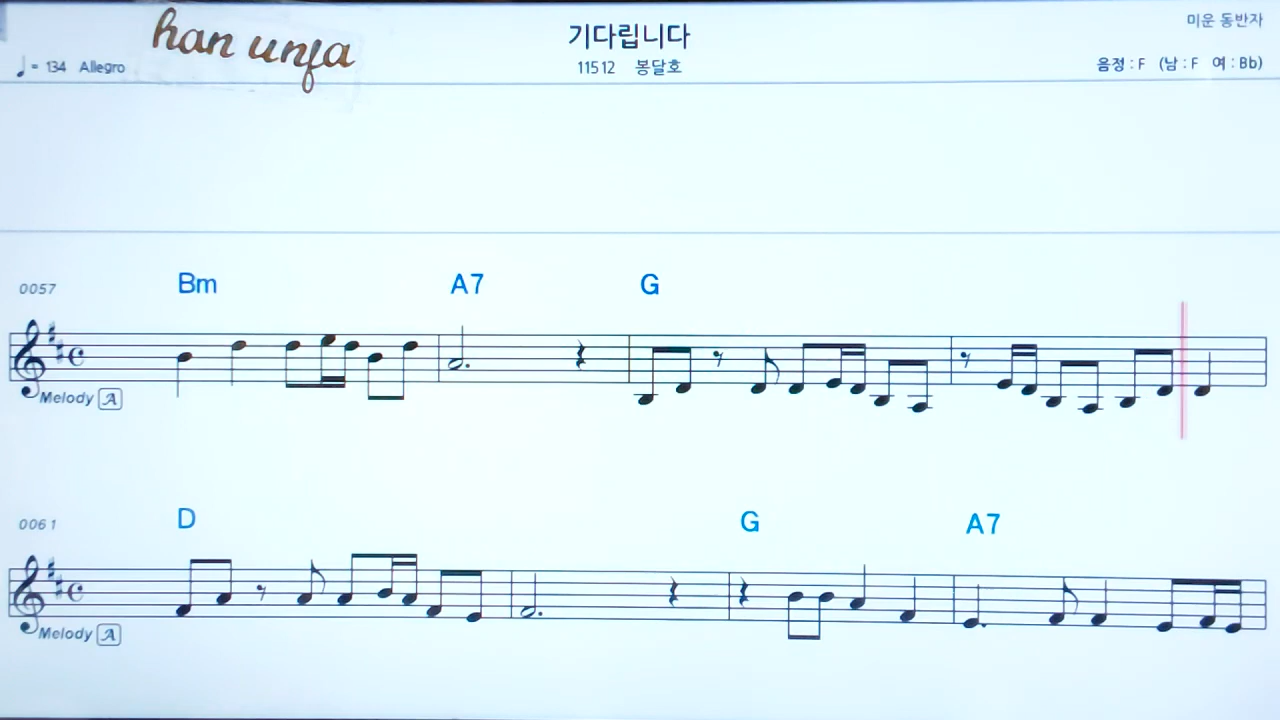 han unfa
기다립니다
미운 동반자
♩= 134 Allegro
11512 봉달호
음정 : F (남 : F 여 : Bb)
0057 Bm A7 G
Melody A
0061 D G A7
Melody A